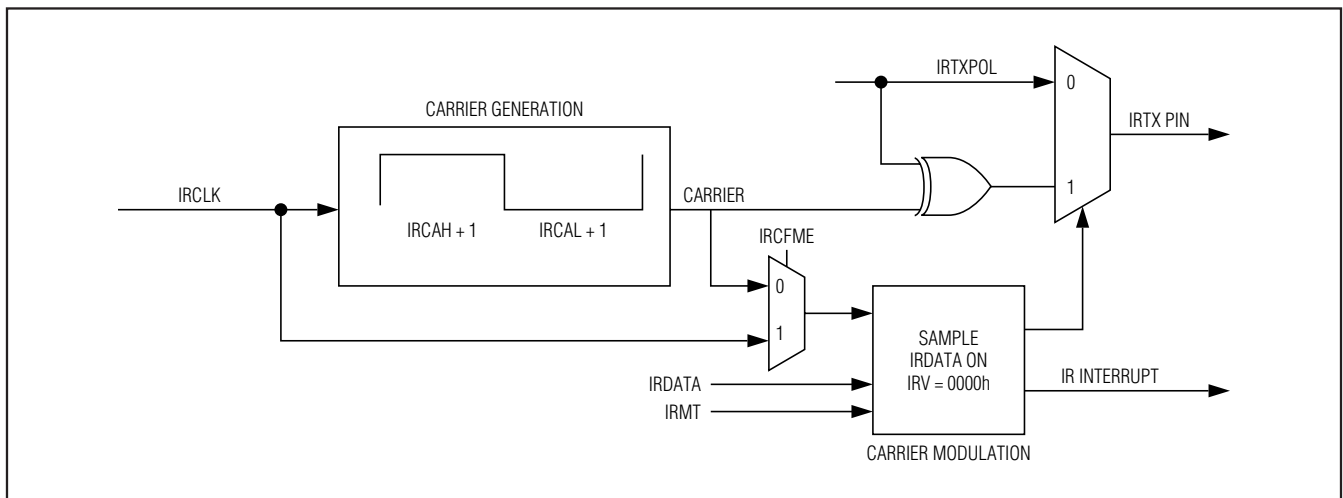 IRTXPOL
0
IRTX PIN
1
CARRIER GENERATION
IRCLK
IRCAH + 1
IRCAL + 1
CARRIER
IRCFME
0
1
SAMPLE
IRDATA ON
IRV = 0000h
IRDATA
IRMT
IR INTERRUPT
CARRIER MODULATION